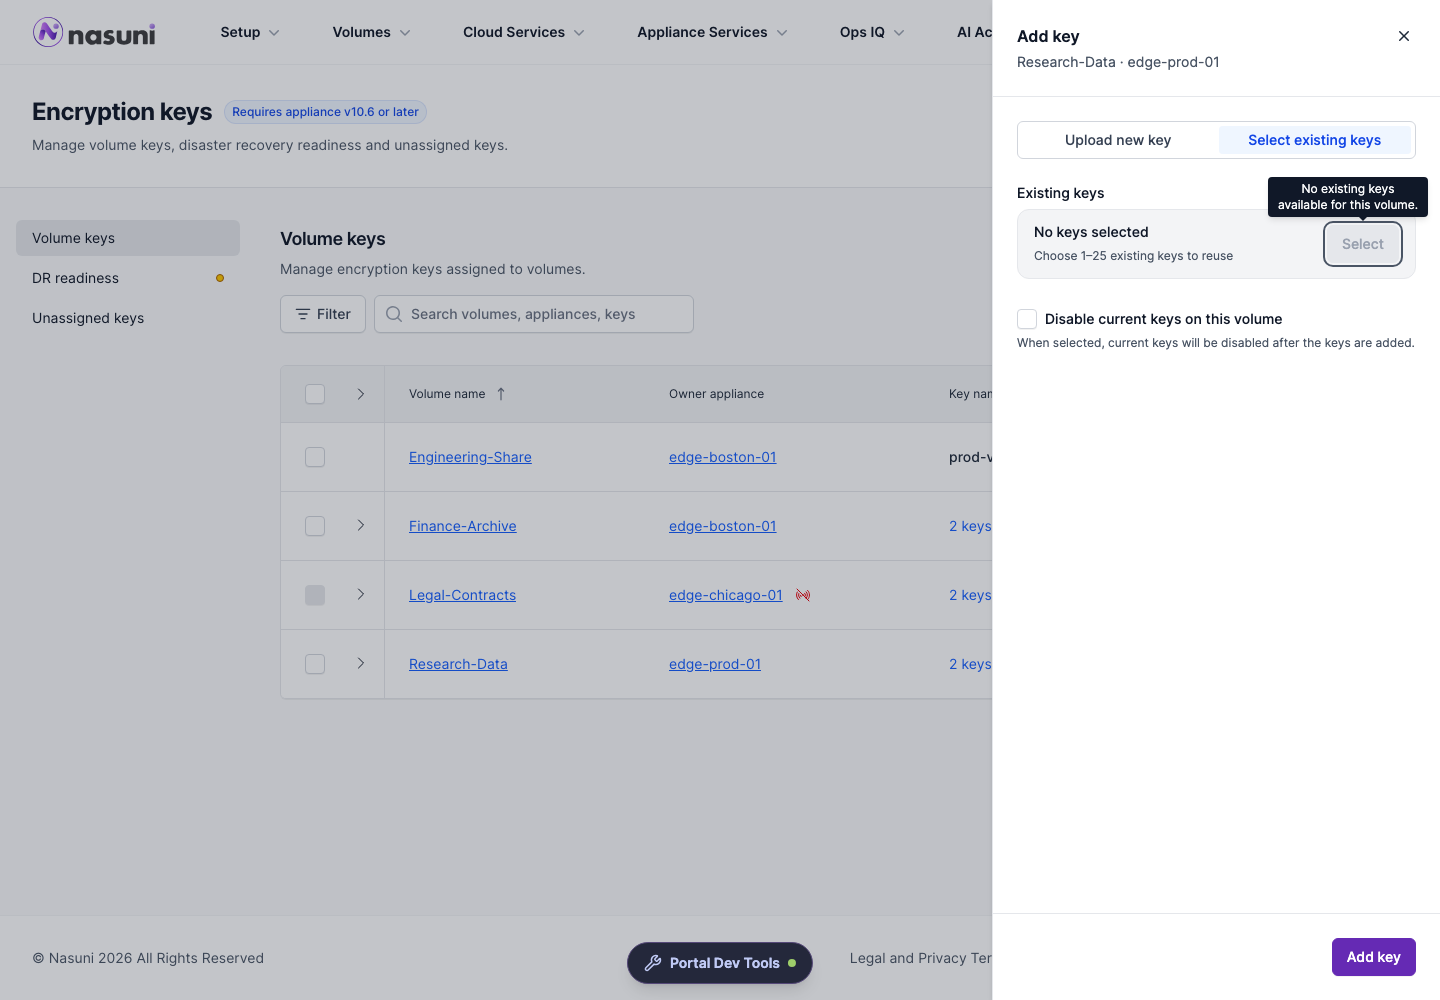 nasuni
Setup
Volumes
Cloud Services
Appliance Services
Ops IQ
AI Ac
Encryption keys
Requires appliance v10.6 or later
Manage volume keys, disaster recovery readiness and unassigned keys.
Volume keys
DR readiness
Unassigned keys
Volume keys
Manage encryption keys assigned to volumes.
Filter
Search volumes, appliances, keys
Volume name
Owner appliance
Key nam
Engineering-Share
edge-boston-01
prod-v
Finance-Archive
edge-boston-01
2 keys
Legal-Contracts
edge-chicago-01
2 keys
Research-Data
edge-prod-01
2 keys
© Nasuni 2026 All Rights Reserved
Portal Dev Tools
Legal and Privacy Ter
Add key
Research-Data · edge-prod-01
Upload new key
Select existing keys
Existing keys
No existing keys
available for this volume.
No keys selected
Choose 1–25 existing keys to reuse
Select
Disable current keys on this volume
When selected, current keys will be disabled after the keys are added.
Add key